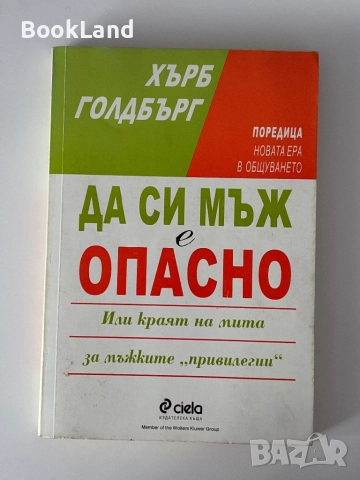 BookLand
ХЪРБ
ГОЛДБЪРГ
ПОРЕДИЦА
НОВАТА ЕРА
В ОБЩУВАНЕТО
ДА СИ МЪЖ
е
ОПАСНО
Или краят на мита
за мъжките „привилегии“
ciela
ИЗДАТЕЛСКА КЪЩА
Member of the Wolters Kluwer Group
BAZAR
bg